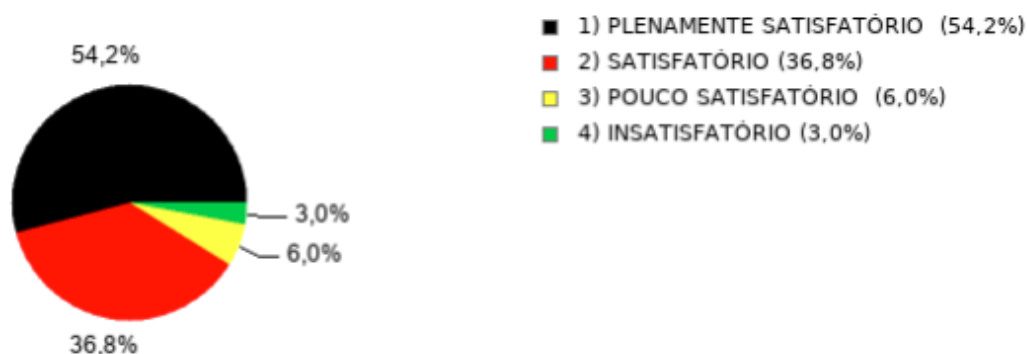 54,2%
3,0%
6,0%
36,8%
1) PLENAMENTE SATISFATÓRIO (54,2%)
2) SATISFATÓRIO (36,8%)
3) POUCO SATISFATÓRIO (6,0%)
4) INSATISFATÓRIO (3,0%)